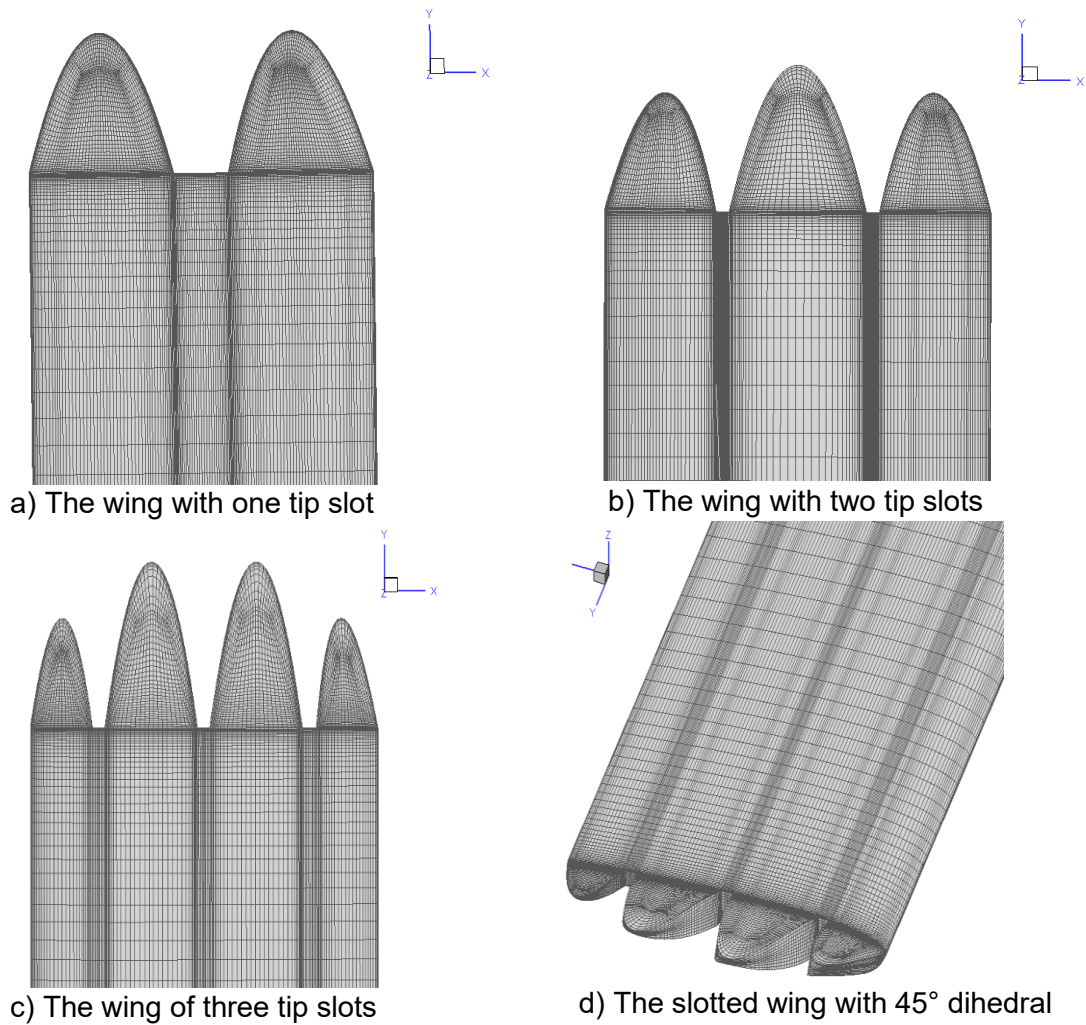 Y
Z
X
Y
Z
X
a) The wing with one tip slot
b) The wing with two tip slots
Y
Z
X
Z
Y
c) The wing of three tip slots
d) The slotted wing with 45° dihedral